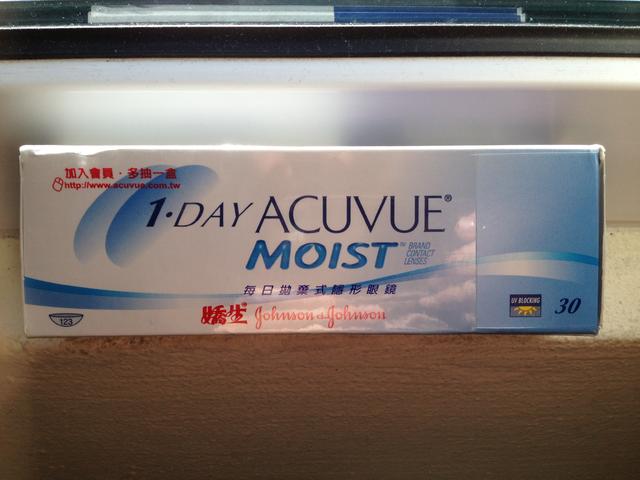 加入會員．多抽一盒
http://www.acuvue.com.tw
1·DAY ACUVUE®
MOIST™ BRAND
CONTACT
LENSES
每日拋棄式隱形眼鏡
嬌生® Johnson & Johnson
123
UV BLOCKING
30